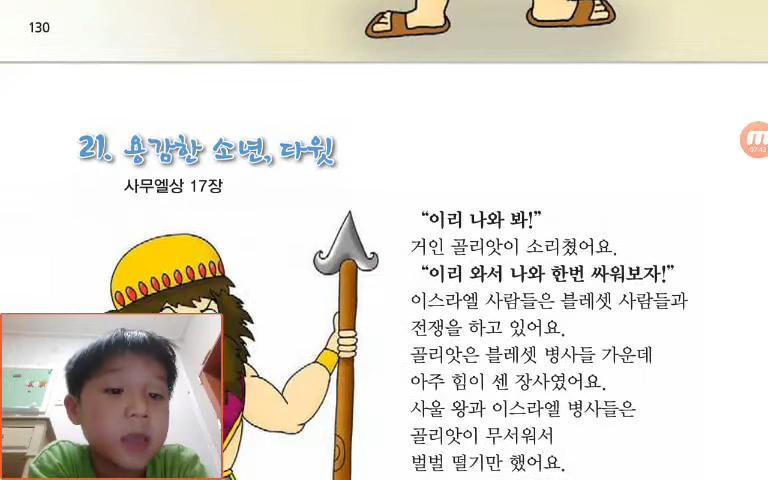 130
21. 용감한 소년, 다윗
사무엘상 17장
“이리 나와 봐!”
거인 골리앗이 소리쳤어요.
“이리 와서 나와 한번 싸워보자!”
이스라엘 사람들은 블레셋 사람들과
전쟁을 하고 있어요.
골리앗은 블레셋 병사들 가운데
아주 힘이 센 장사였어요.
사울 왕과 이스라엘 병사들은
골리앗이 무서워서
벌벌 떨기만 했어요.
m
07:42